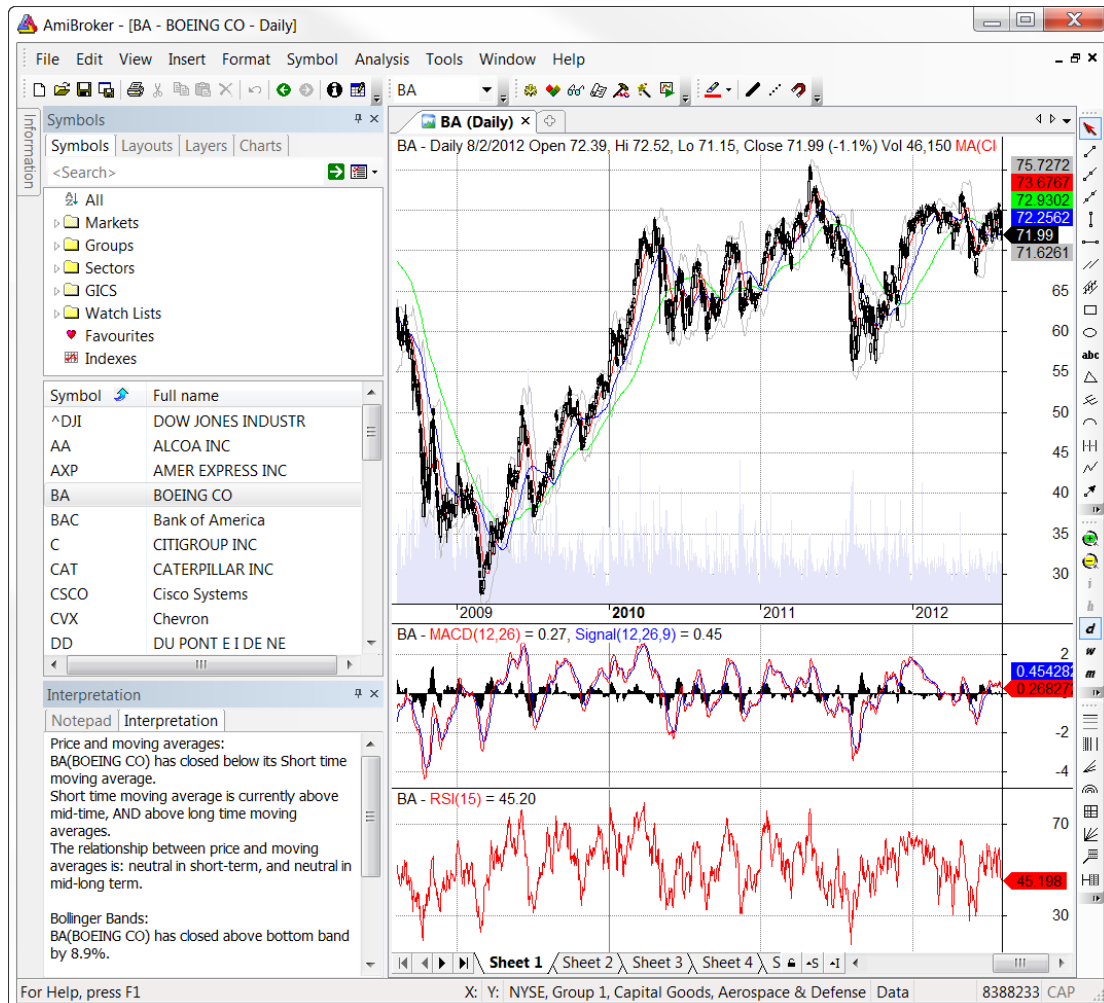 AmiBroker - [BA - BOEING CO - Daily]
File Edit View Insert Format Symbol Analysis Tools Window Help
BA
Information
Symbols
Symbols Layouts Layers Charts
<Search>
All
Markets
Groups
Sectors
GICS
Watch Lists
Favourites
Indexes
Symbol Full name
^DJI DOW JONES INDUSTR
AA ALCOA INC
AXP AMER EXPRESS INC
BA BOEING CO
BAC Bank of America
C CITIGROUP INC
CAT CATERPILLAR INC
CSCO Cisco Systems
CVX Chevron
DD DU PONT E I DE NE
Interpretation
Notepad Interpretation
Price and moving averages:
BA(BOEING CO) has closed below its Short time
moving average.
Short time moving average is currently above
mid-time, AND above long time moving
averages.
The relationship between price and moving
averages is: neutral in short-term, and neutral in
mid-long term.
Bollinger Bands:
BA(BOEING CO) has closed above bottom band
by 8.9%.
BA (Daily)
BA - Daily 8/2/2012 Open 72.39, Hi 72.52, Lo 71.15, Close 71.99 (-1.1%) Vol 46,150 MA(Cl
75.7272
73.6767
72.9302
72.2562
71.99
71.6261
65
60
55
50
45
40
35
30
2009 2010 2011 2012
BA - MACD(12,26) = 0.27, Signal(12,26,9) = 0.45
2
0.454282
0.268272
-2
-4
BA - RSI(15) = 45.20
70
45.198
30
Sheet 1 Sheet 2 Sheet 3 Sheet 4 S
abc
i
h
d
w
m
For Help, press F1
X: Y: NYSE, Group 1, Capital Goods, Aerospace & Defense Data 8388233 CAP